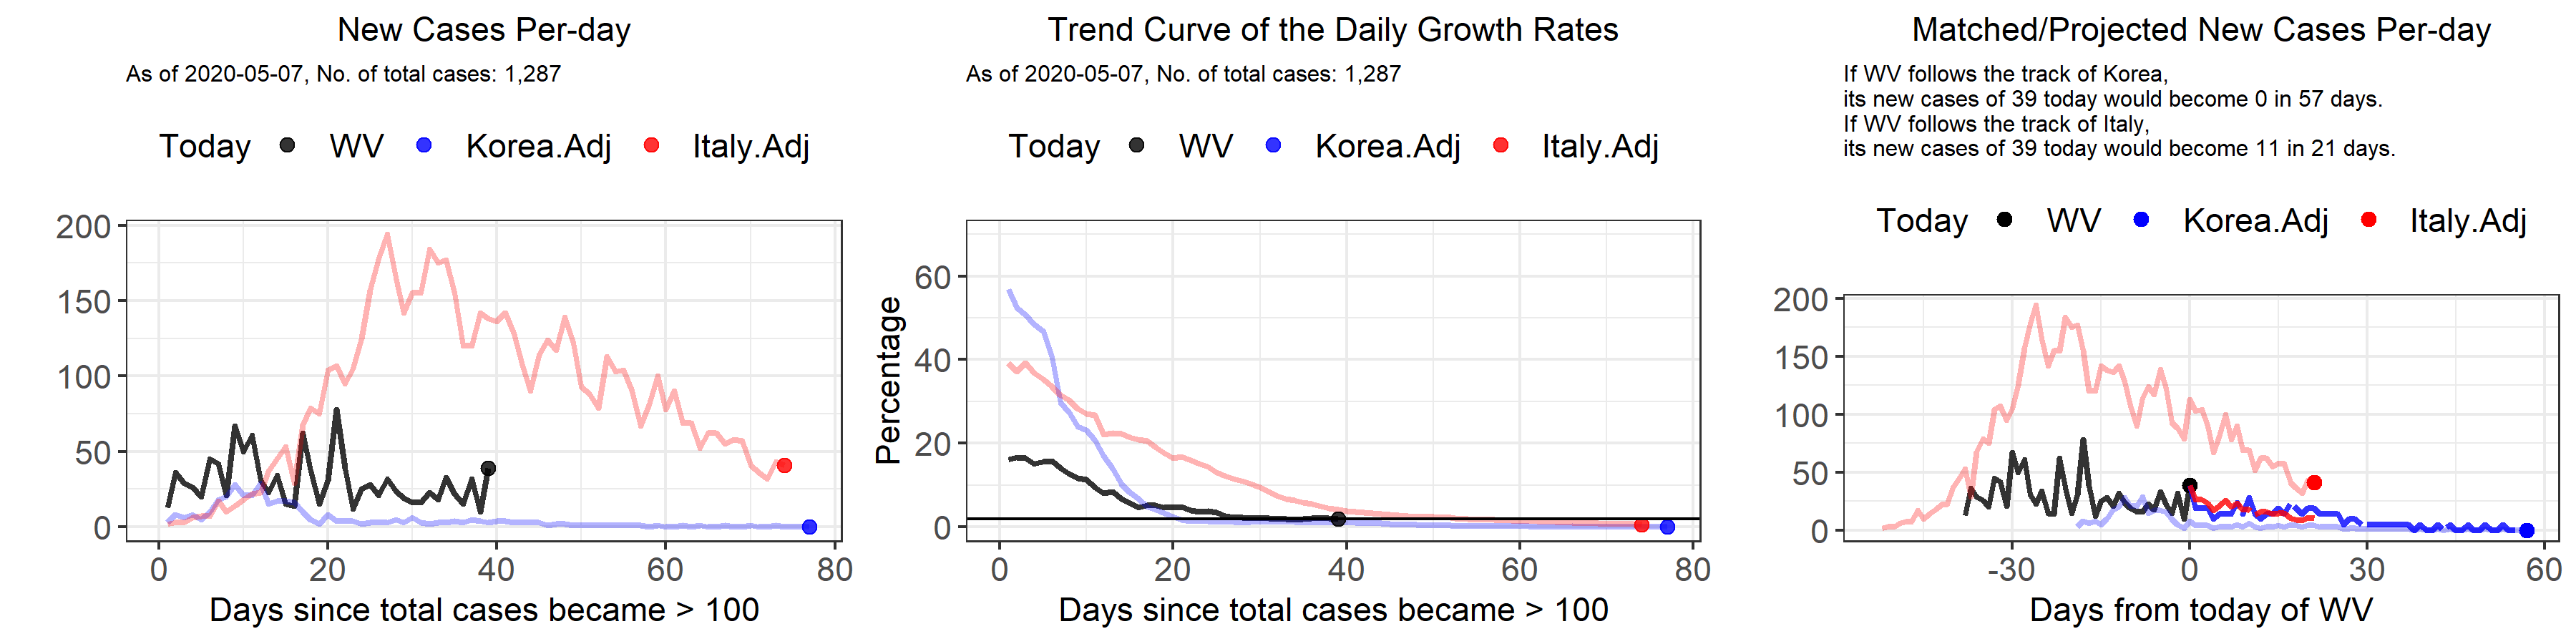 New Cases Per-day
As of 2020-05-07, No. of total cases: 1,287
Today WV Korea.Adj Italy.Adj
200
150
100
50
0
0 20 40 60 80
Days since total cases became > 100
Trend Curve of the Daily Growth Rates
As of 2020-05-07, No. of total cases: 1,287
Today WV Korea.Adj Italy.Adj
Percentage
60
40
20
0
0 20 40 60 80
Days since total cases became > 100
Matched/Projected New Cases Per-day
If WV follows the track of Korea,
its new cases of 39 today would become 0 in 57 days.
If WV follows the track of Italy,
its new cases of 39 today would become 11 in 21 days.
Today WV Korea.Adj Italy.Adj
200
150
100
50
0
-30 0 30 60
Days from today of WV